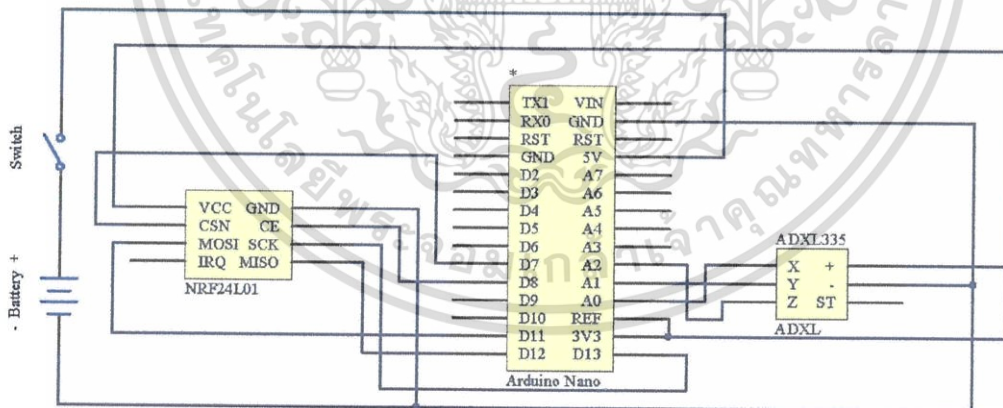 *
TX1 VIN
RX0 GND
RST RST
GND 5V
D2 A7
D3 A6
D4 A5
D5 A4
D6 A3
D7 A2
D8 A1
D9 A0
D10 REF
D11 3V3
D12 D13
Arduino Nano
Switch
- Battery +
VCC GND
CSN CE
MOSI SCK
IRQ MISO
NRF24L01
ADXL335
X +
Y -
Z ST
ADXL